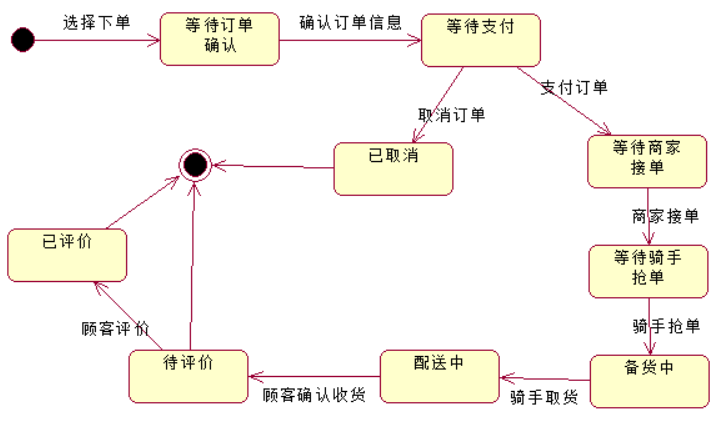 选择下单
等待订单
确认
确认订单信息
等待支付
取消订单
支付订单
已取消
等待商家
接单
商家接单
已评价
等待骑手
抢单
顾客评价
骑手抢单
待评价
配送中
备货中
顾客确认收货
骑手取货